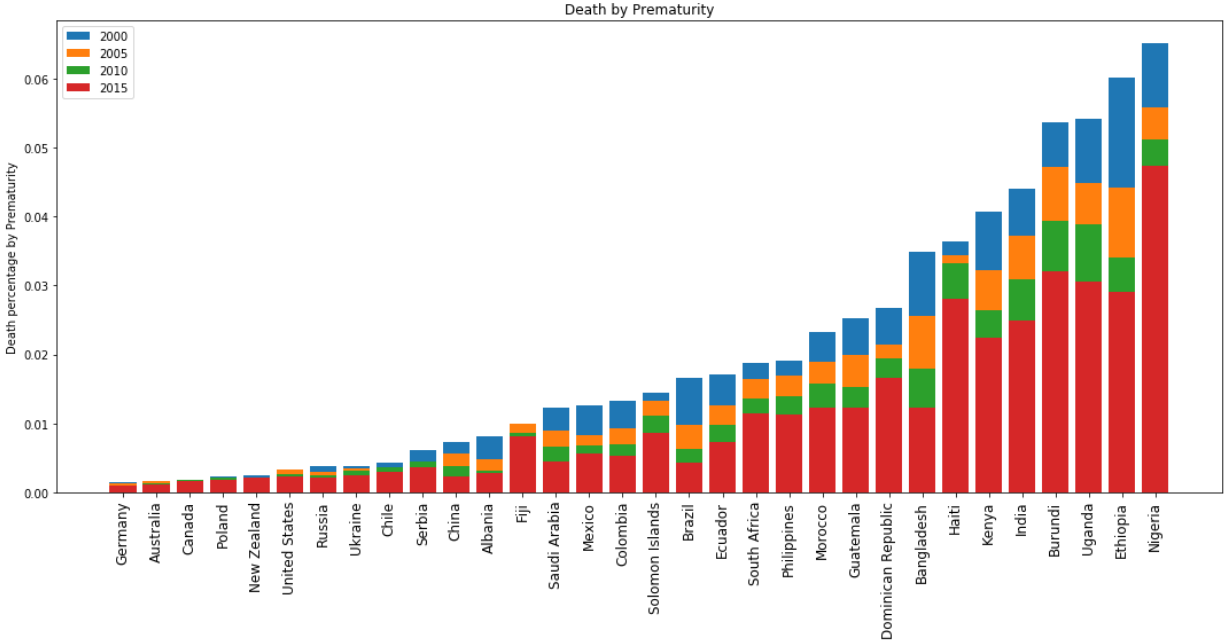 Death by Prematurity
2000
2005
2010
2015
Death percentage by Prematurity
0.06
0.05
0.04
0.03
0.02
0.01
0.00
Germany
Australia
Canada
Poland
New Zealand
United States
Russia
Ukraine
Chile
Serbia
China
Albania
Fiji
Saudi Arabia
Mexico
Colombia
Solomon Islands
Brazil
Ecuador
South Africa
Philippines
Morocco
Guatemala
Dominican Republic
Bangladesh
Haiti
Kenya
India
Burundi
Uganda
Ethiopia
Nigeria